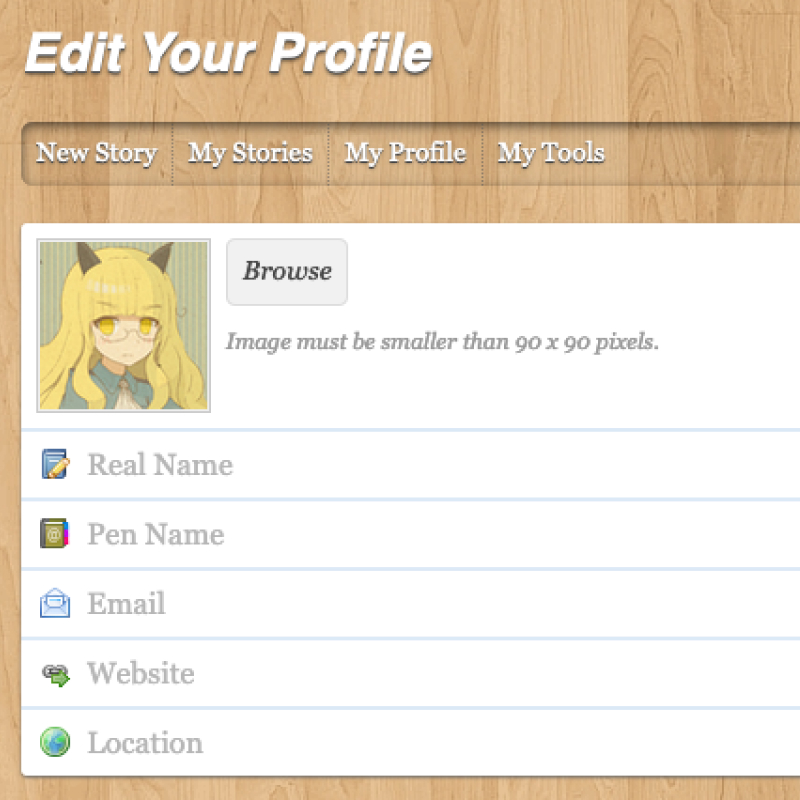 Edit Your Profile
New Story My Stories My Profile My Tools
Browse
Image must be smaller than 90 x 90 pixels.
Real Name
@
Pen Name
Email
Website
Location